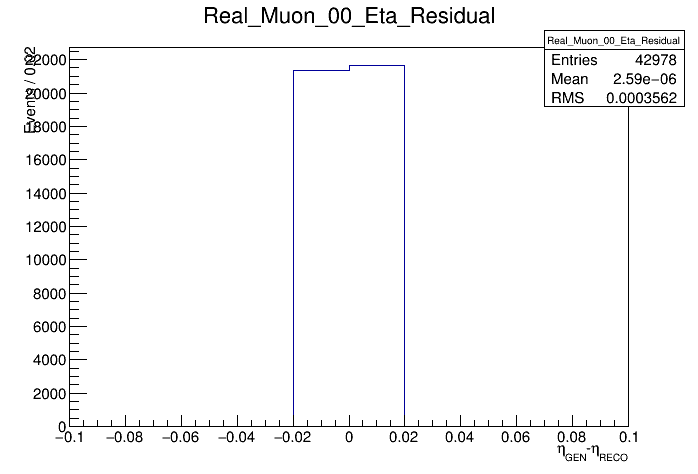 Real_Muon_00_Eta_Residual
Real_Muon_00_Eta_Residual
Entries 42978
Mean 2.59e−06
RMS 0.0003562
Events / 0.02
22000
20000
18000
16000
14000
12000
10000
8000
6000
4000
2000
0
−0.1 −0.08 −0.06 −0.04 −0.02 0 0.02 0.04 0.06 0.08 0.1
ηGEN-ηRECO